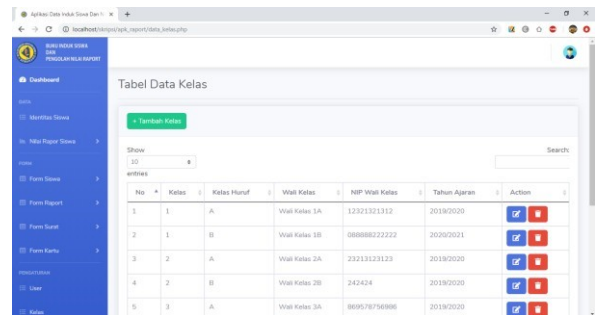 Aplikasi Data Induk Siswa Dan N
localhost/skripsi/apk_raport/data_kelas.php
BUKU INDUK SISWA
DAN
PENGOLAH NILAI RAPORT
Dashboard
DATA
Identitas Siswa
Nilai Rapor Siswa
FORM
Form Siswa
Form Raport
Form Surat
Form Kartu
PENGATURAN
User
Kelas
Tabel Data Kelas
+ Tambah Kelas
Show
10
entries
Search:
No Kelas Kelas Huruf Wali Kelas NIP Wali Kelas Tahun Ajaran Action
1 1 A Wali Kelas 1A 12321321312 2019/2020
2 1 B Wali Kelas 1B 088888222222 2020/2021
3 2 A Wali Kelas 2A 23213123123 2019/2020
4 2 B Wali Kelas 2B 242424 2019/2020
5 3 A Wali Kelas 3A 869578756986 2019/2020